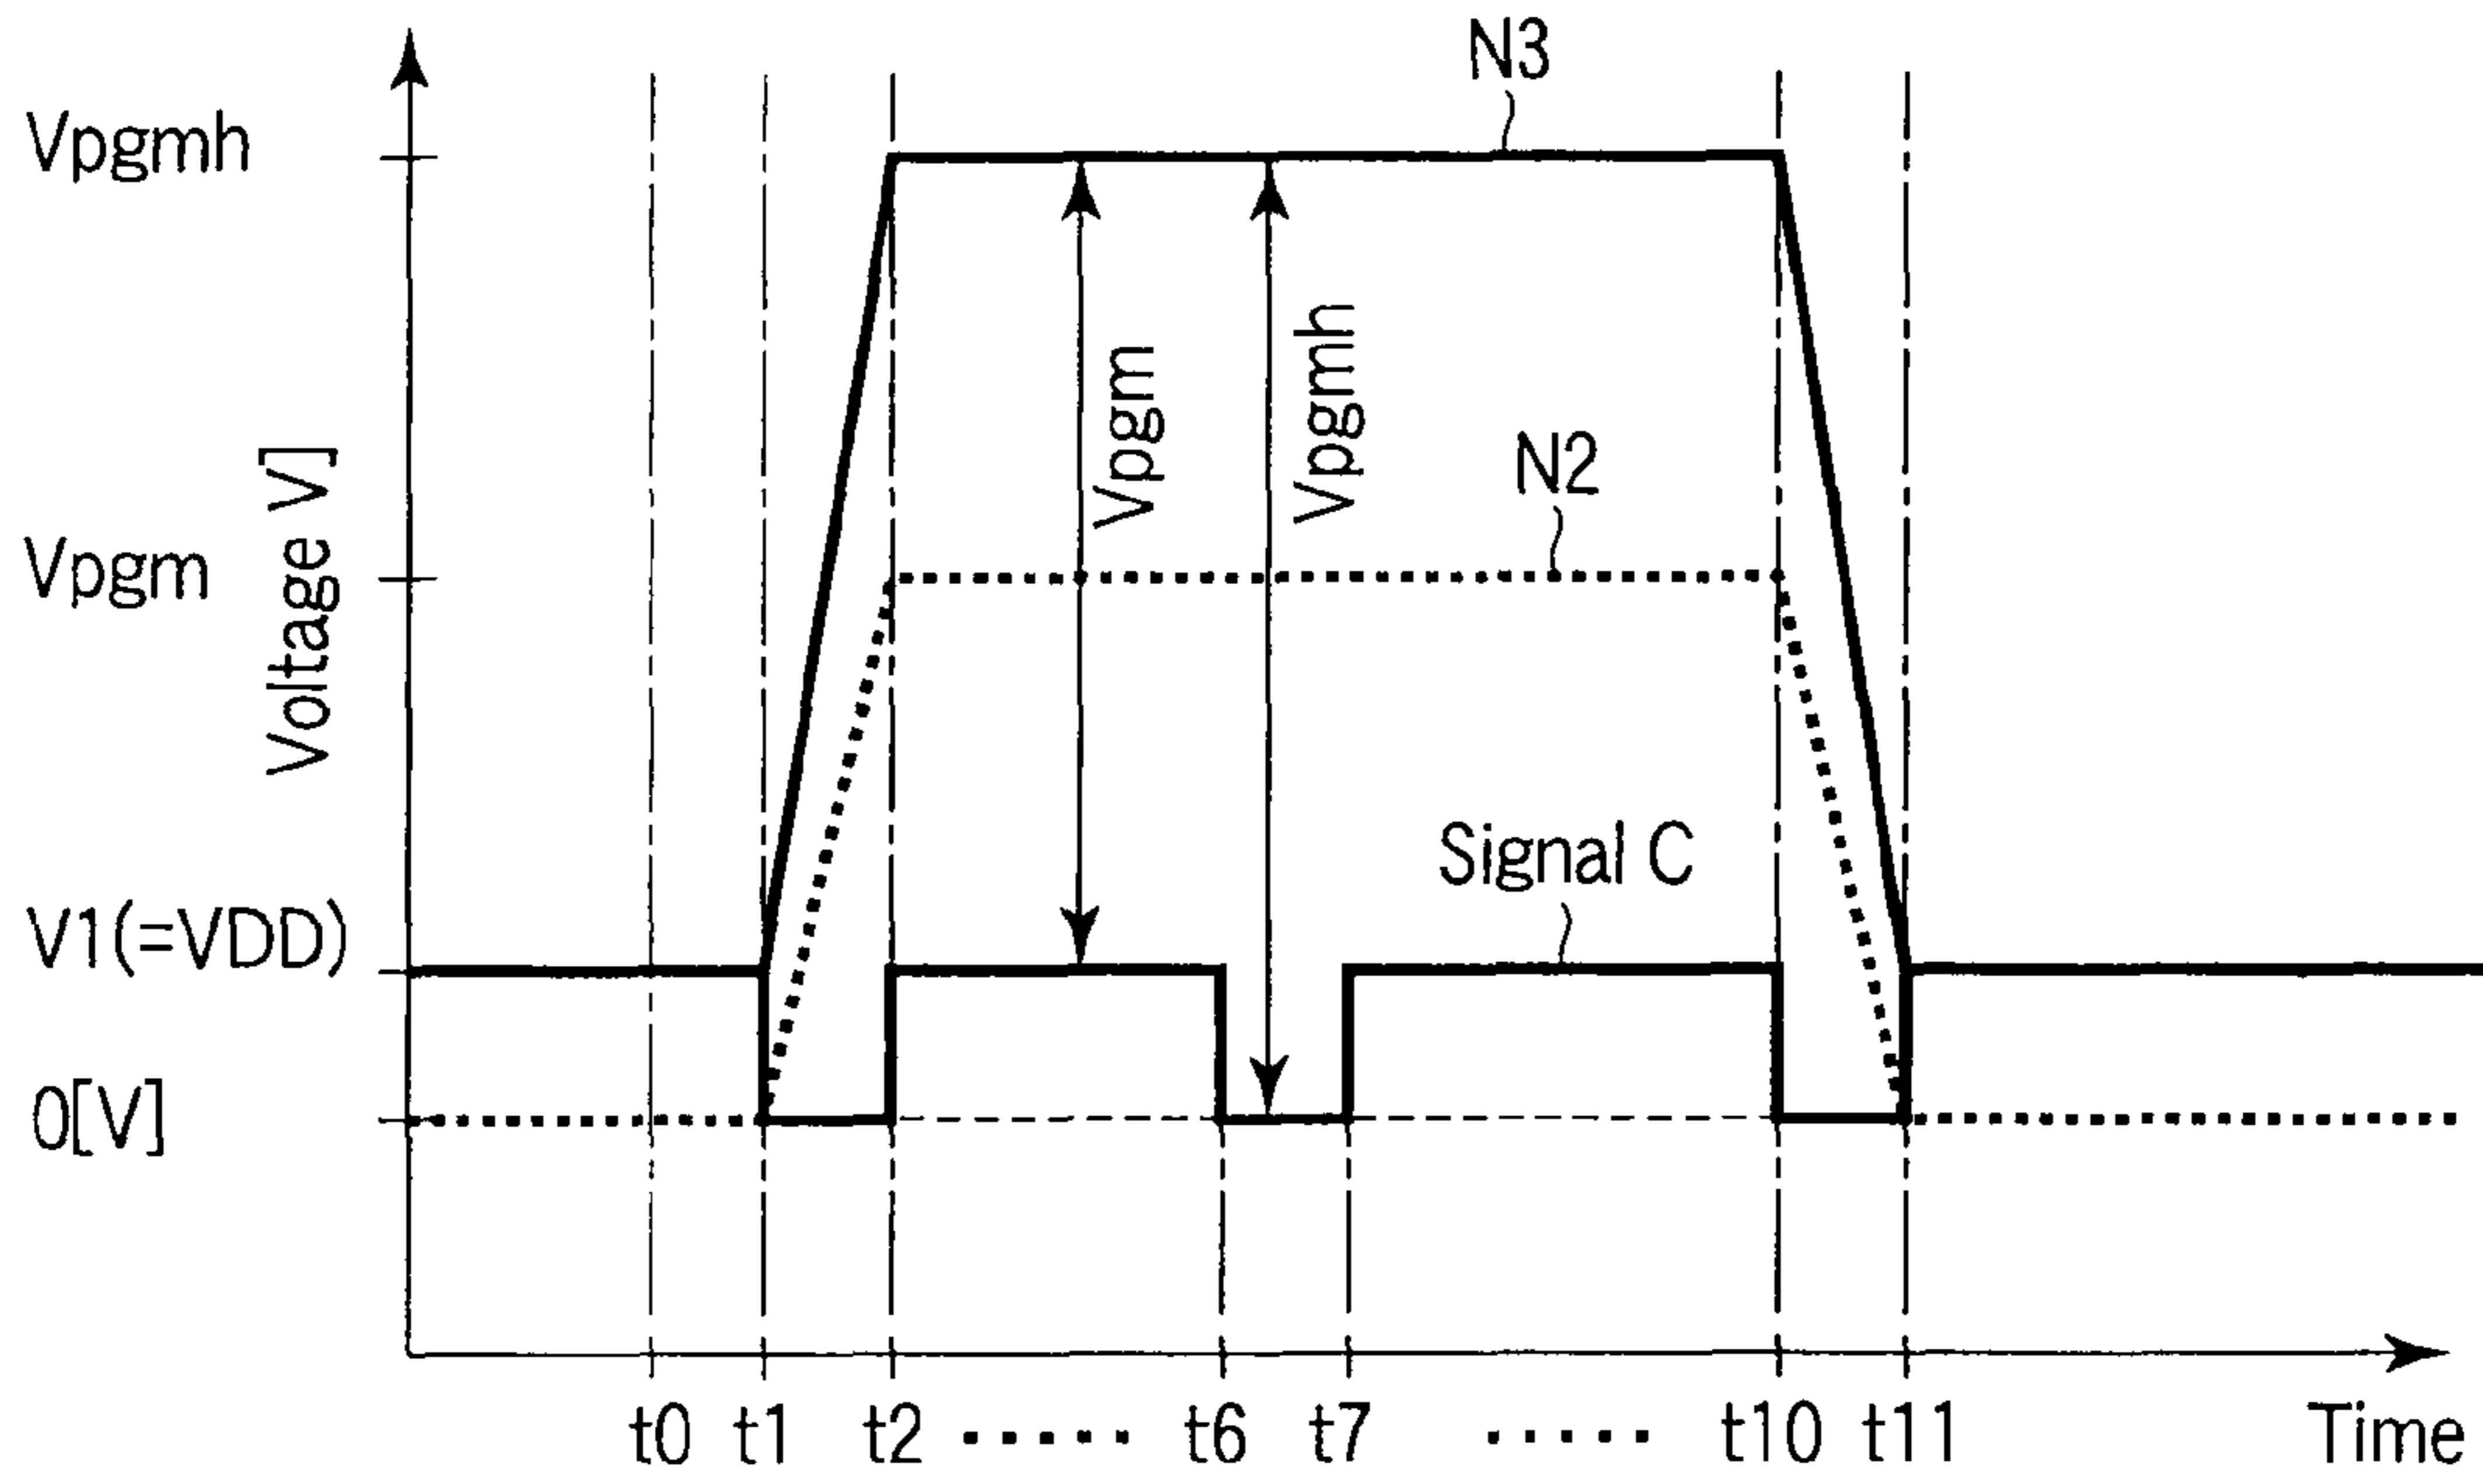 N3
Vpgmh
Vpgm
Vpgmh
N2
Vpgm
Voltage V]
Signal C
V1(=VDD)
0[V]
t0 t1 t2 ····· t6 t7 ····· t10 t11 Time